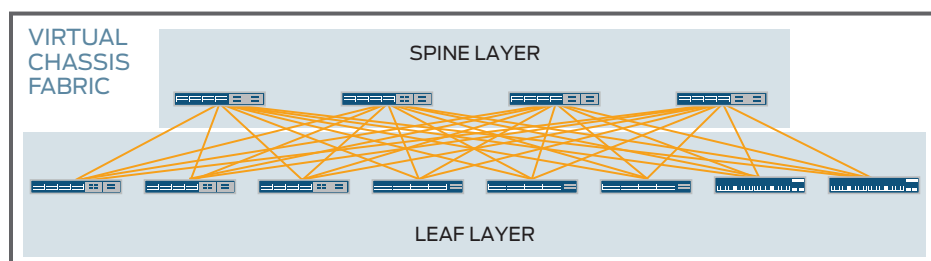 VIRTUAL
CHASSIS
FABRIC
SPINE LAYER
LEAF LAYER